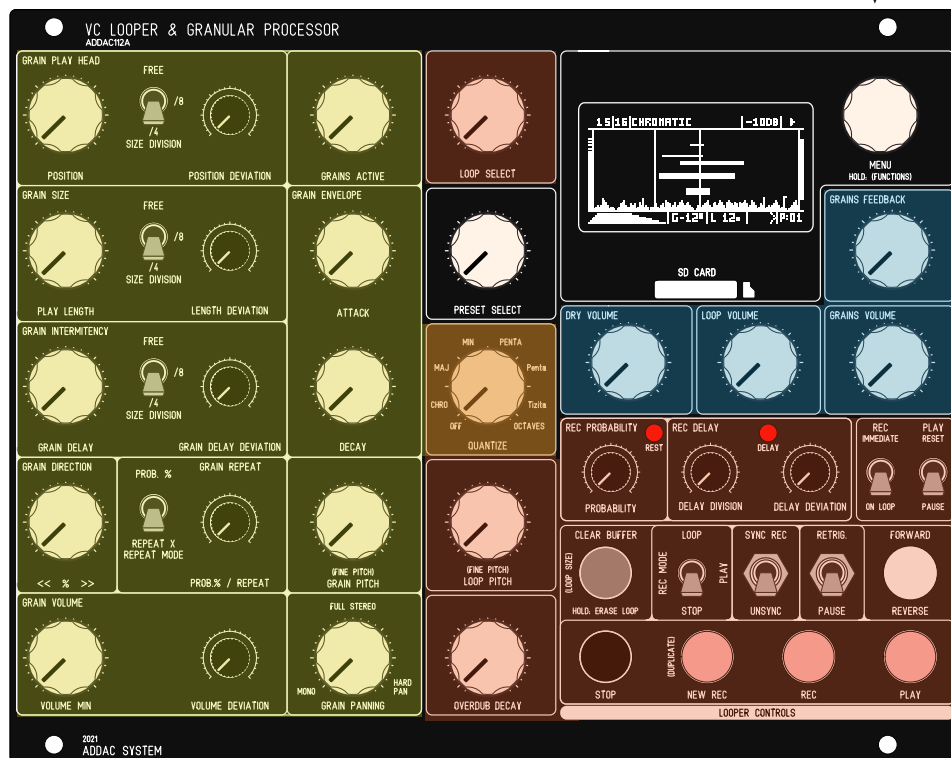 VC LOOPER & GRANULAR PROCESSOR
ADDAC112A
GRAIN PLAY HEAD
FREE
/8
/4
SIZE DIVISION
POSITION
POSITION DEVIATION
GRAINS ACTIVE
LOOP SELECT
15|16|CHROMATIC |-10DB|
MENU
HOLD: (FUNCTIONS)
GRAIN SIZE
FREE
/8
/4
SIZE DIVISION
PLAY LENGTH
LENGTH DEVIATION
GRAIN ENVELOPE
ATTACK
PRESET SELECT
P:01
SD CARD
GRAINS FEEDBACK
GRAIN INTERMITENCY
FREE
/8
/4
SIZE DIVISION
GRAIN DELAY
GRAIN DELAY DEVIATION
DECAY
MIN
PENTA
MAJ
Pentm
CHRO
Tizitm
OFF
OCTAVES
QUANTIZE
DRY VOLUME
LOOP VOLUME
GRAINS VOLUME
REC PROBABILITY
REST
PROBABILITY
REC DELAY
DELAY
DELAY DIVISION
DELAY DEVIATION
REC
IMMEDIATE
ON LOOP
PLAY
RESET
PAUSE
GRAIN DIRECTION
<< % >>
PROB. %
REPEAT X
REPEAT MODE
GRAIN REPEAT
PROB.% / REPEAT
(FINE PITCH)
GRAIN PITCH
(FINE PITCH)
LOOP PITCH
CLEAR BUFFER
(LOOP SIZE)
HOLD: ERASE LOOP
LOOP
REC MODE
PLAY
STOP
SYNC REC
UNSYNC
RETRIG.
PAUSE
FORWARD
REVERSE
GRAIN VOLUME
VOLUME MIN
VOLUME DEVIATION
FULL STEREO
MONO
HARD
PAN
GRAIN PANNING
OVERDUB DECAY
STOP
(DUPLICATE)
NEW REC
REC
PLAY
LOOPER CONTROLS
2021
ADDAC SYSTEM